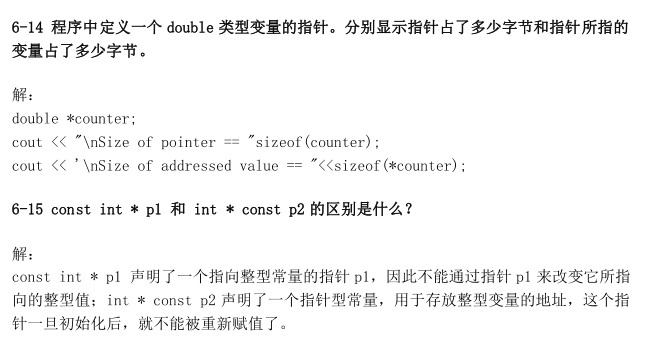 6-14 程序中定义一个 double 类型变量的指针。分别显示指针占了多少字节和指针所指的
变量占了多少字节。
解:
double *counter;
cout << "\nSize of pointer == "sizeof(counter);
cout << '\nSize of addressed value == "<<sizeof(*counter);
6-15 const int * p1 和 int * const p2 的区别是什么?
解:
const int * p1 声明了一个指向整型常量的指针 p1，因此不能通过指针 p1 来改变它所指
向的整型值；int * const p2 声明了一个指针型常量，用于存放整型变量的地址，这个指
针一旦初始化后，就不能被重新赋值了。